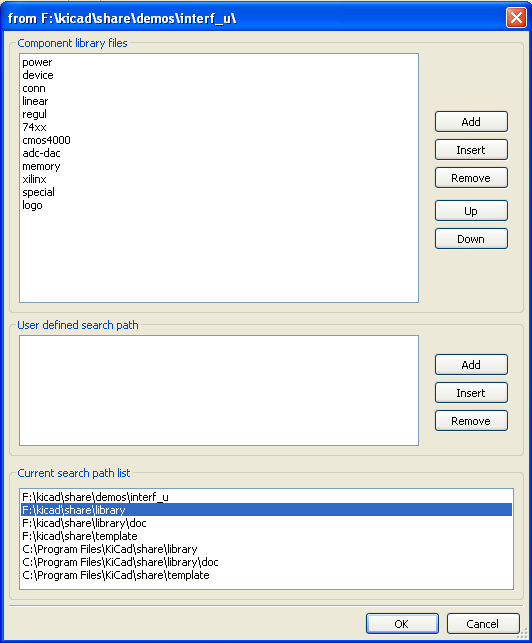 from F:\kicad\share\demos\interf_u\
Component library files
power
device
conn
linear
regul
74xx
cmos4000
adc-dac
memory
xilinx
special
logo
Add
Insert
Remove
Up
Down
User defined search path
Add
Insert
Remove
Current search path list
F:\kicad\share\demos\interf_u
F:\kicad\share\library
F:\kicad\share\library\doc
F:\kicad\share\template
C:\Program Files\KiCad\share\library
C:\Program Files\KiCad\share\library\doc
C:\Program Files\KiCad\share\template
OK
Cancel